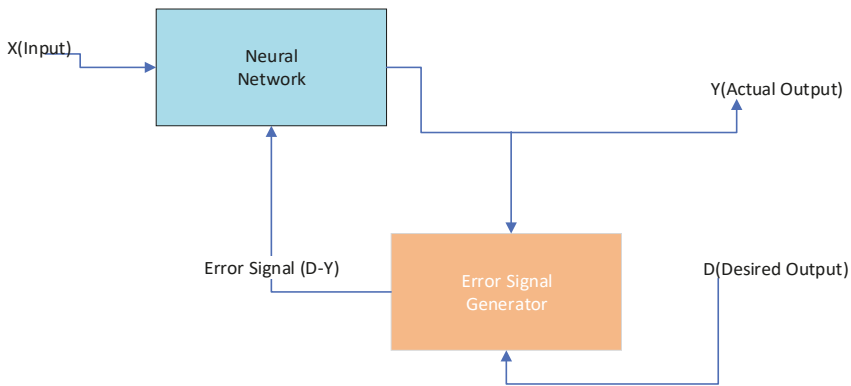 X(Input)
Neural
Network
Y(Actual Output)
Error Signal (D-Y)
Error Signal
Generator
D(Desired Output)